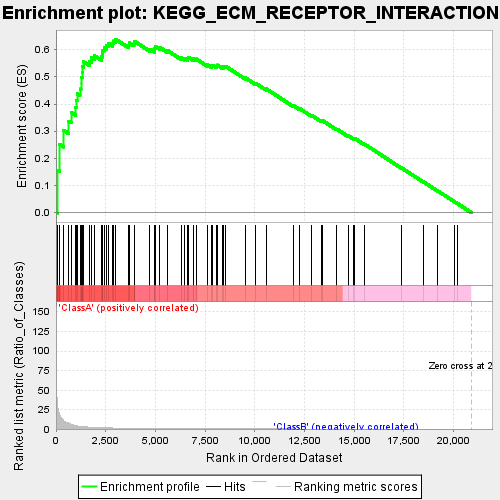 Enrichment plot: KEGG_ECM_RECEPTOR_INTERACTION
Enrichment score (ES)
0.6
0.5
0.4
0.3
0.2
0.1
0.0
'ClassA' (positively correlated)
Ranked list metric (Ratio_of_Classes)
150
125
100
75
50
25
0
Zero cross at 2
'ClassB' (negatively correlated)
0 2,500 5,000 7,500 10,000 12,500 15,000 17,500 20,000
Rank in Ordered Dataset
Enrichment profile Hits Ranking metric scores